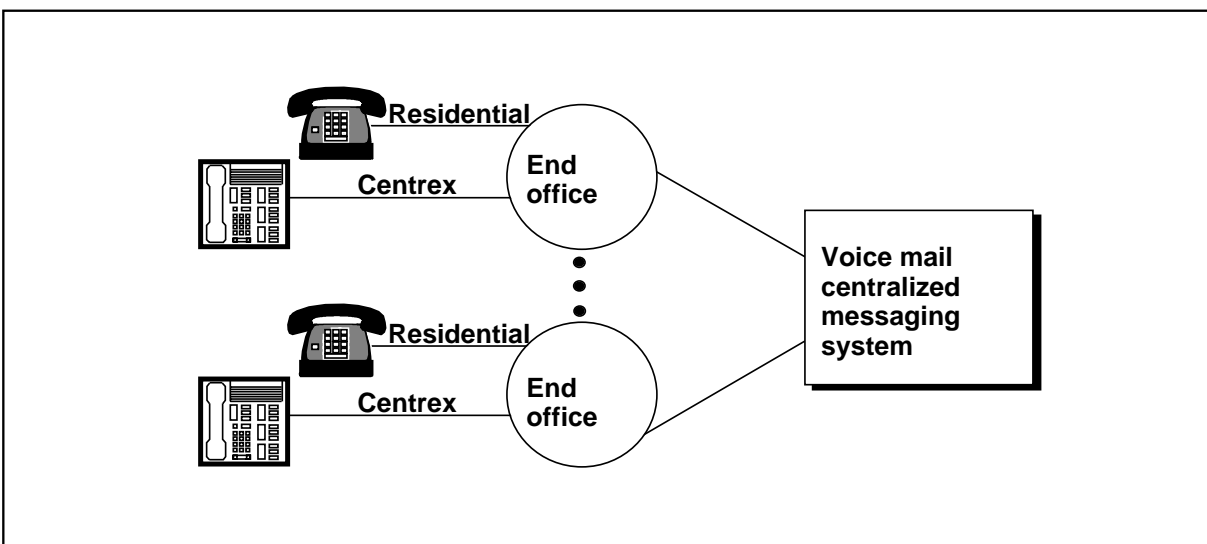 Residential
Centrex
End
office
Residential
Centrex
End
office
Voice mail
centralized
messaging
system